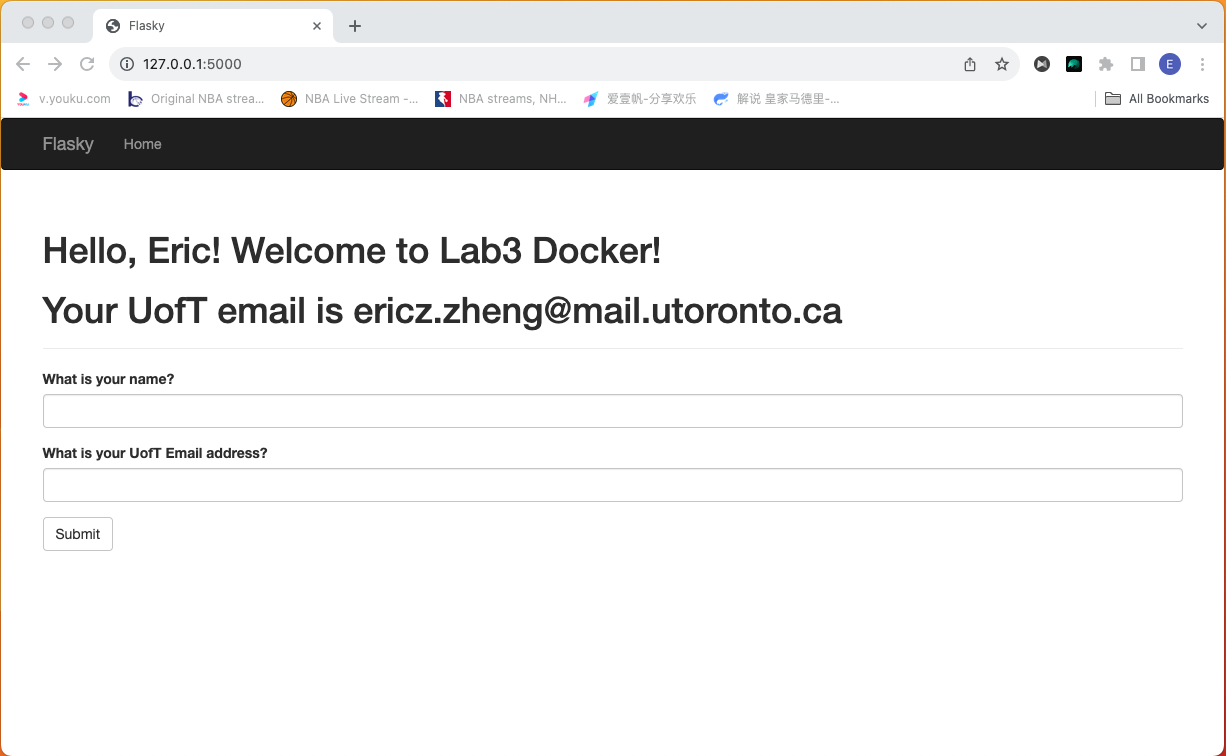 Flasky
127.0.0.1:5000
E
v.youku.com Original NBA strea... NBA Live Stream -... NBA streams, NH... 爱壹帆-分享欢乐 解说 皇家马德里-... All Bookmarks
Flasky Home
Hello, Eric! Welcome to Lab3 Docker!
Your UofT email is ericz.zheng@mail.utoronto.ca
What is your name?
What is your UofT Email address?
Submit